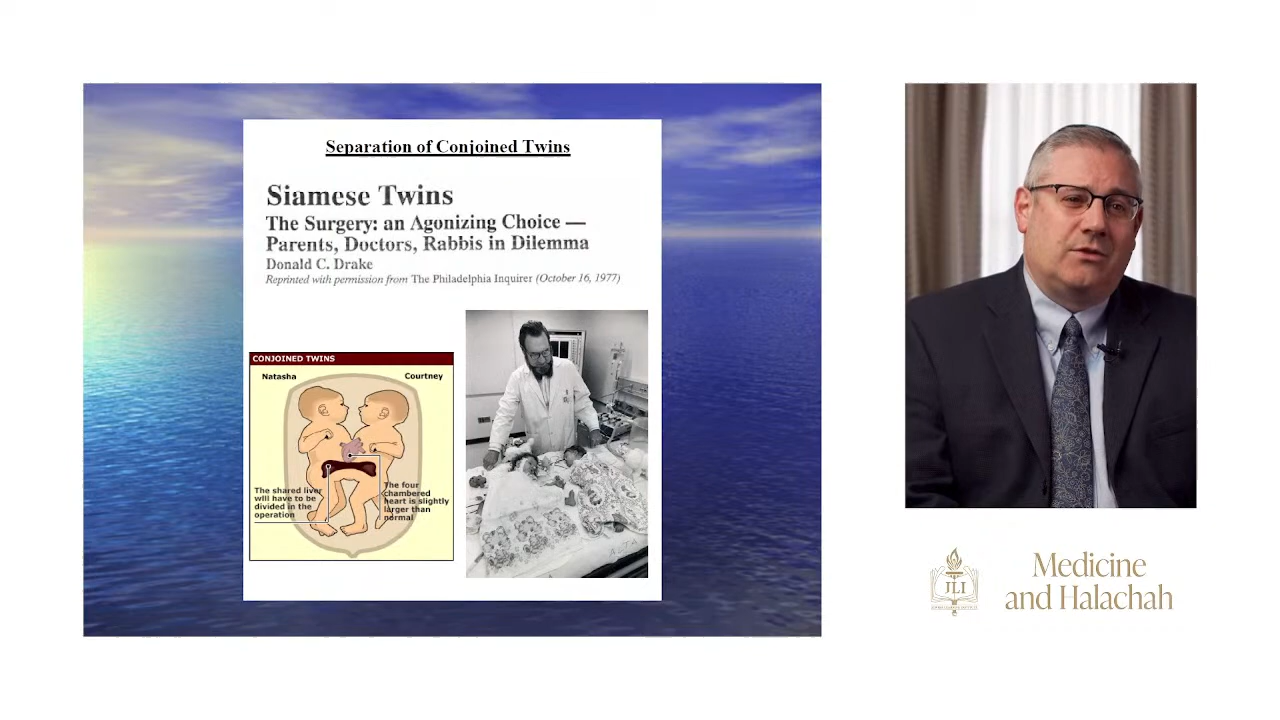 Separation of Conjoined Twins
Siamese Twins
The Surgery: an Agonizing Choice —
Parents, Doctors, Rabbis in Dilemma
Donald C. Drake
Reprinted with permission from The Philadelphia Inquirer (October 16, 1977)
CONJOINED TWINS
Natasha
Courtney
The shared liver
will have to be
divided in the
operation
The four
chambered
heart is slightly
larger than
normal
JLI
Medicine
and Halachah